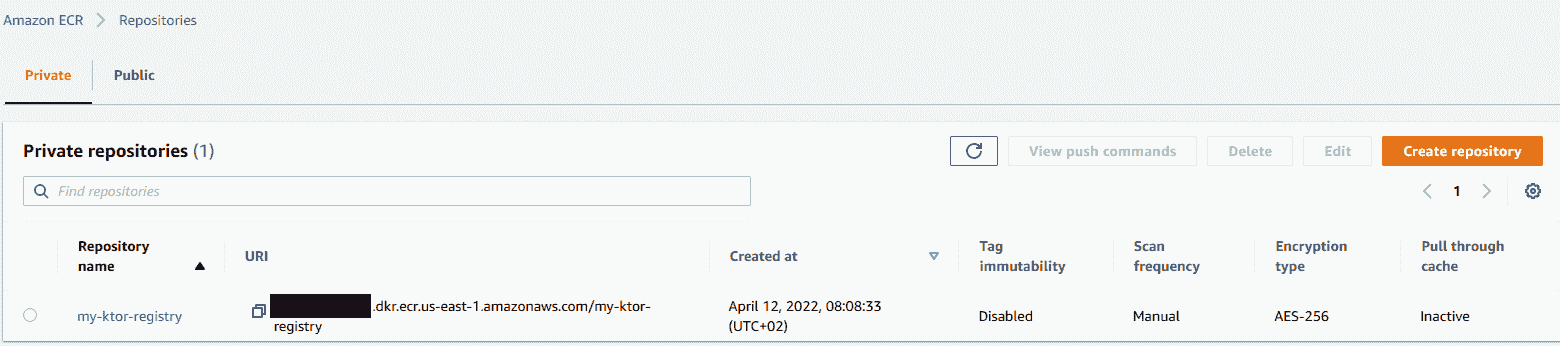 Amazon ECR > Repositories
Private Public
Private repositories (1) View push commands Delete Edit Create repository
Find repositories 1
Repository name URI Created at Tag immutability Scan frequency Encryption type Pull through cache
my-ktor-registry .dkr.ecr.us-east-1.amazonaws.com/my-ktor-
registry April 12, 2022, 08:08:33
(UTC+02) Disabled Manual AES-256 Inactive